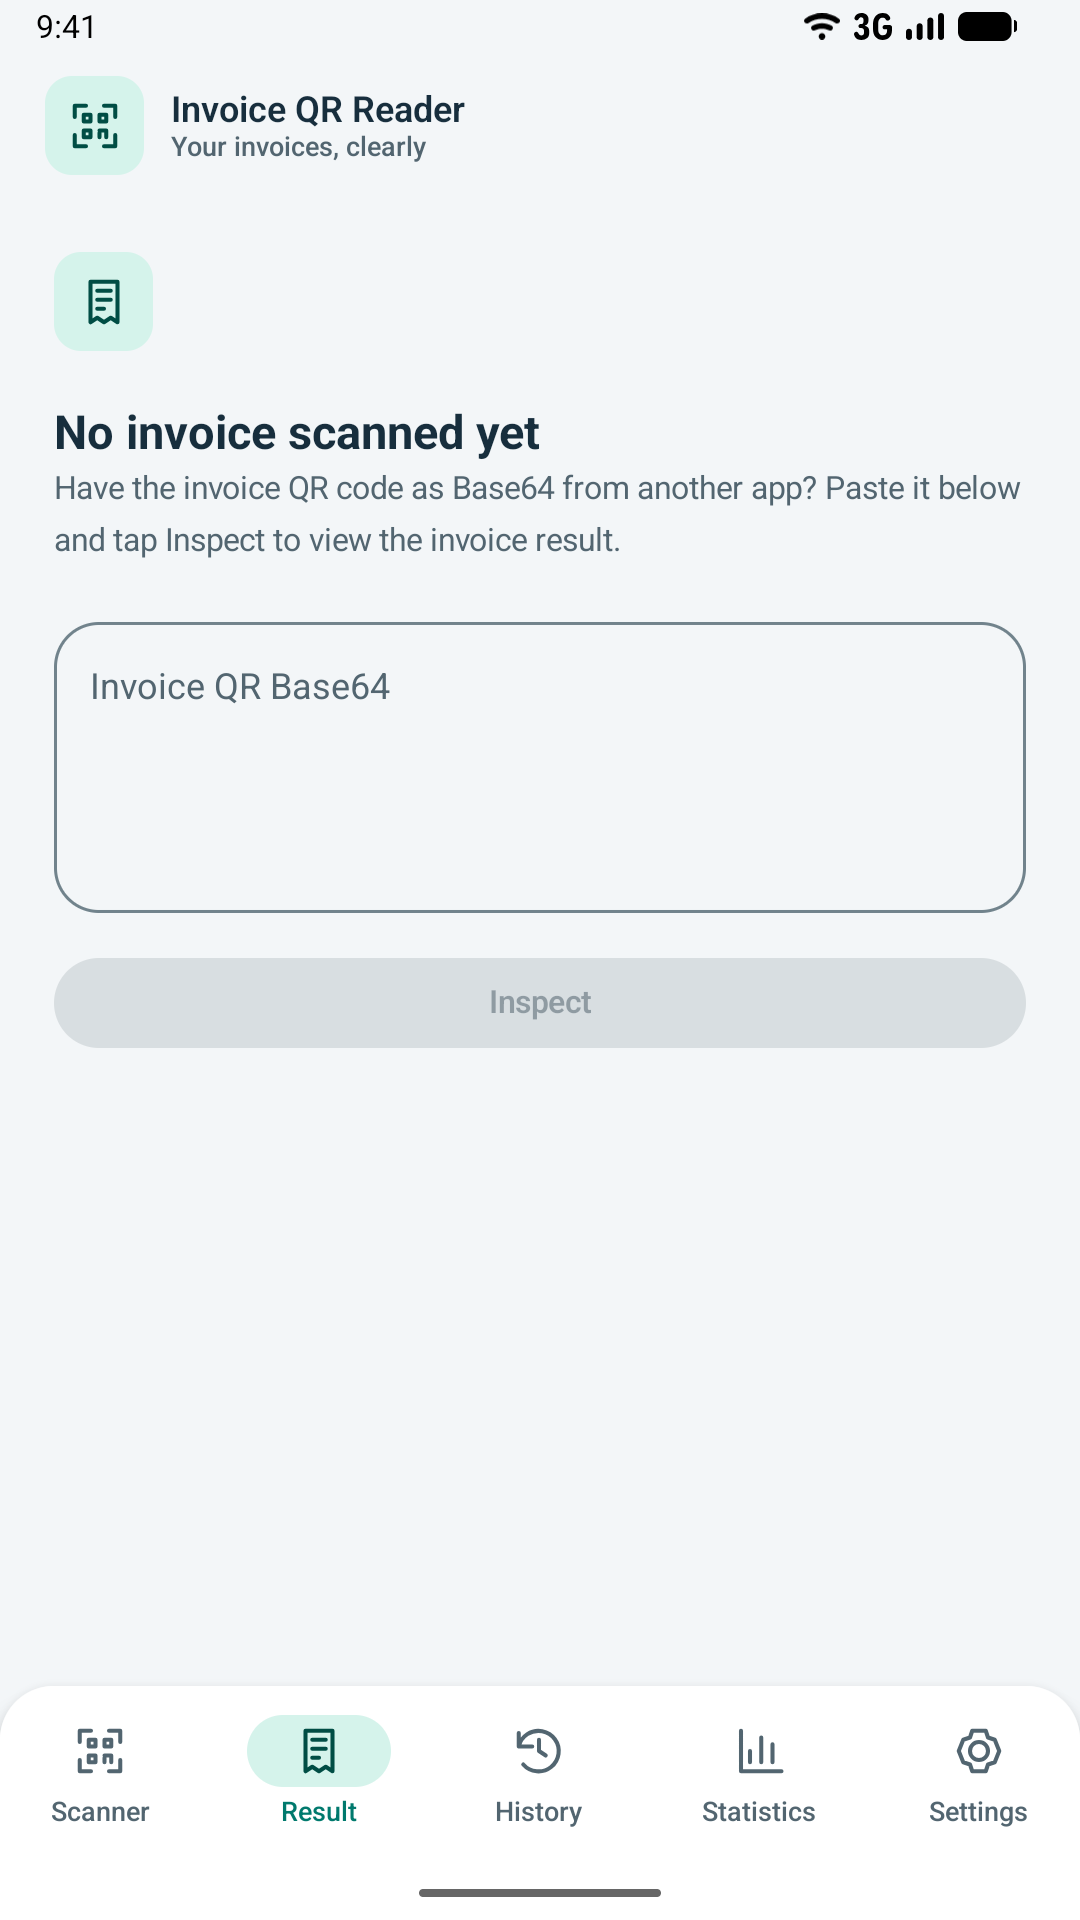 9:41
3G
Invoice QR Reader
Your invoices, clearly
No invoice scanned yet
Have the invoice QR code as Base64 from another app? Paste it below
and tap Inspect to view the invoice result.
Invoice QR Base64
Inspect
Scanner
Result
History
Statistics
Settings